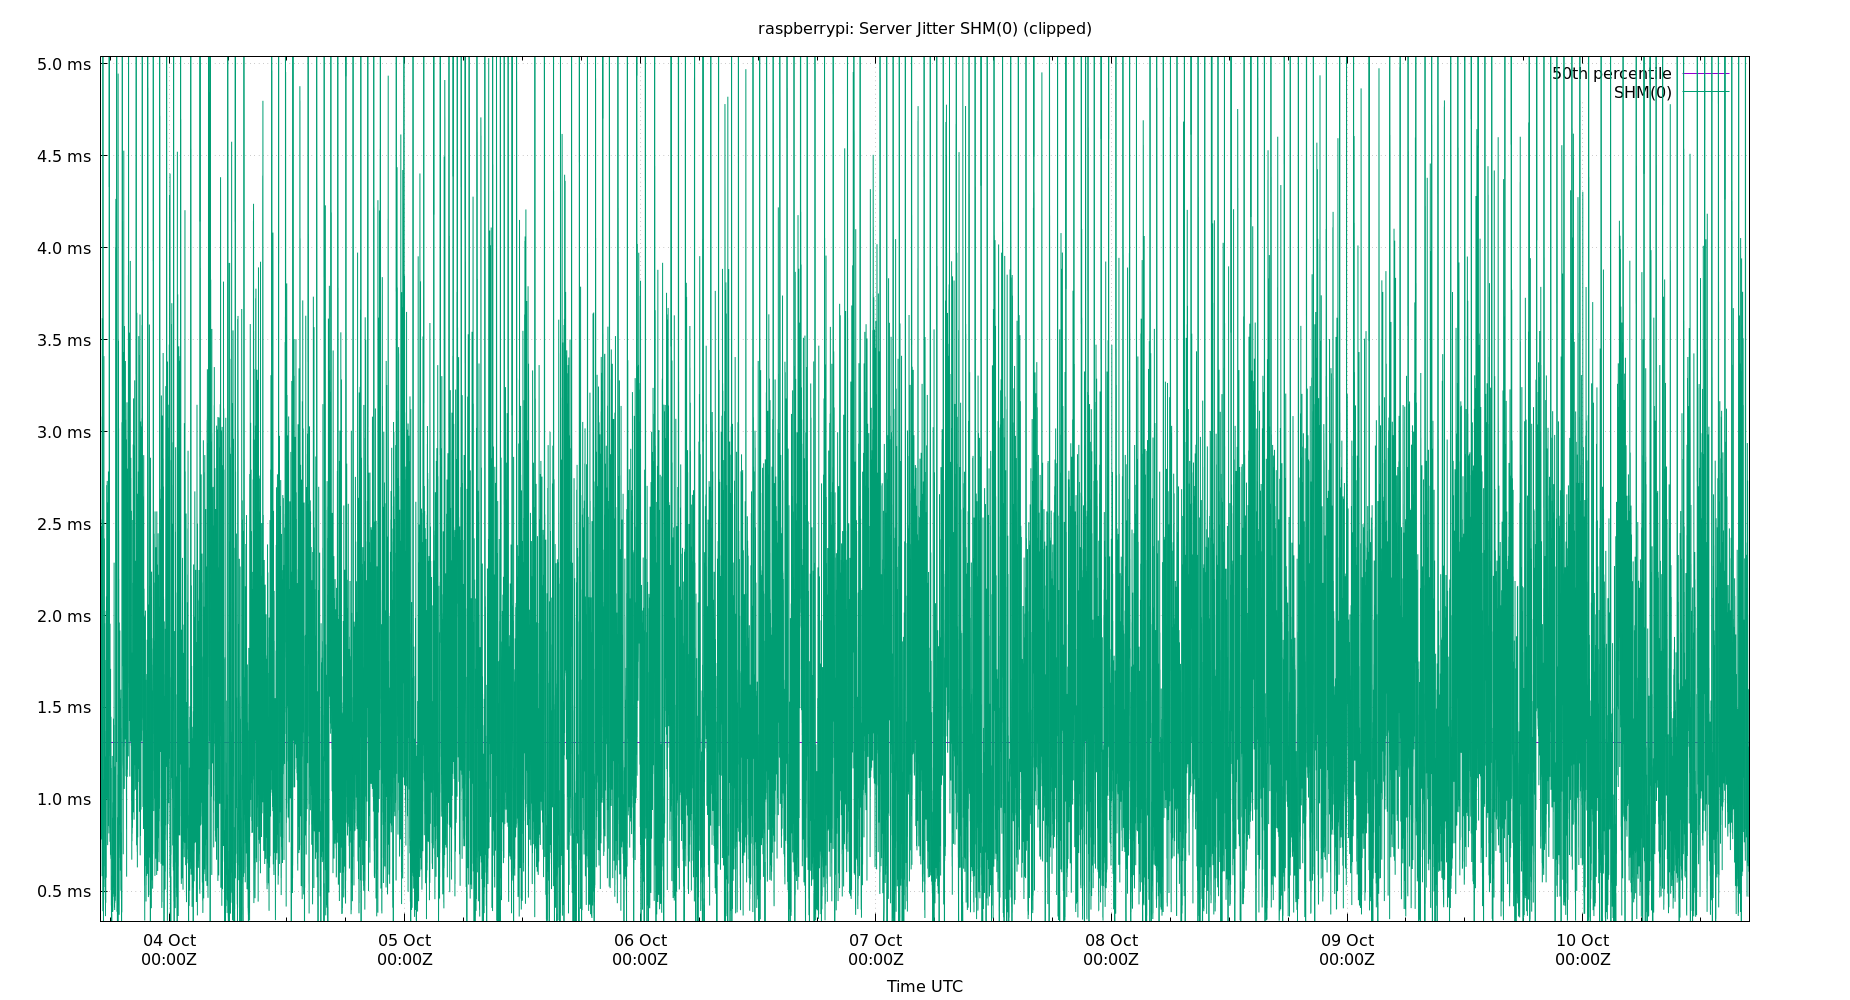 raspberrypi: Server Jitter SHM(0) (clipped)
5.0 ms
50th percentile
SHM(0)
4.5 ms
4.0 ms
3.5 ms
3.0 ms
2.5 ms
2.0 ms
1.5 ms
1.0 ms
0.5 ms
04 Oct 05 Oct 06 Oct 07 Oct 08 Oct 09 Oct 10 Oct
00:00Z 00:00Z 00:00Z 00:00Z 00:00Z 00:00Z 00:00Z
Time UTC